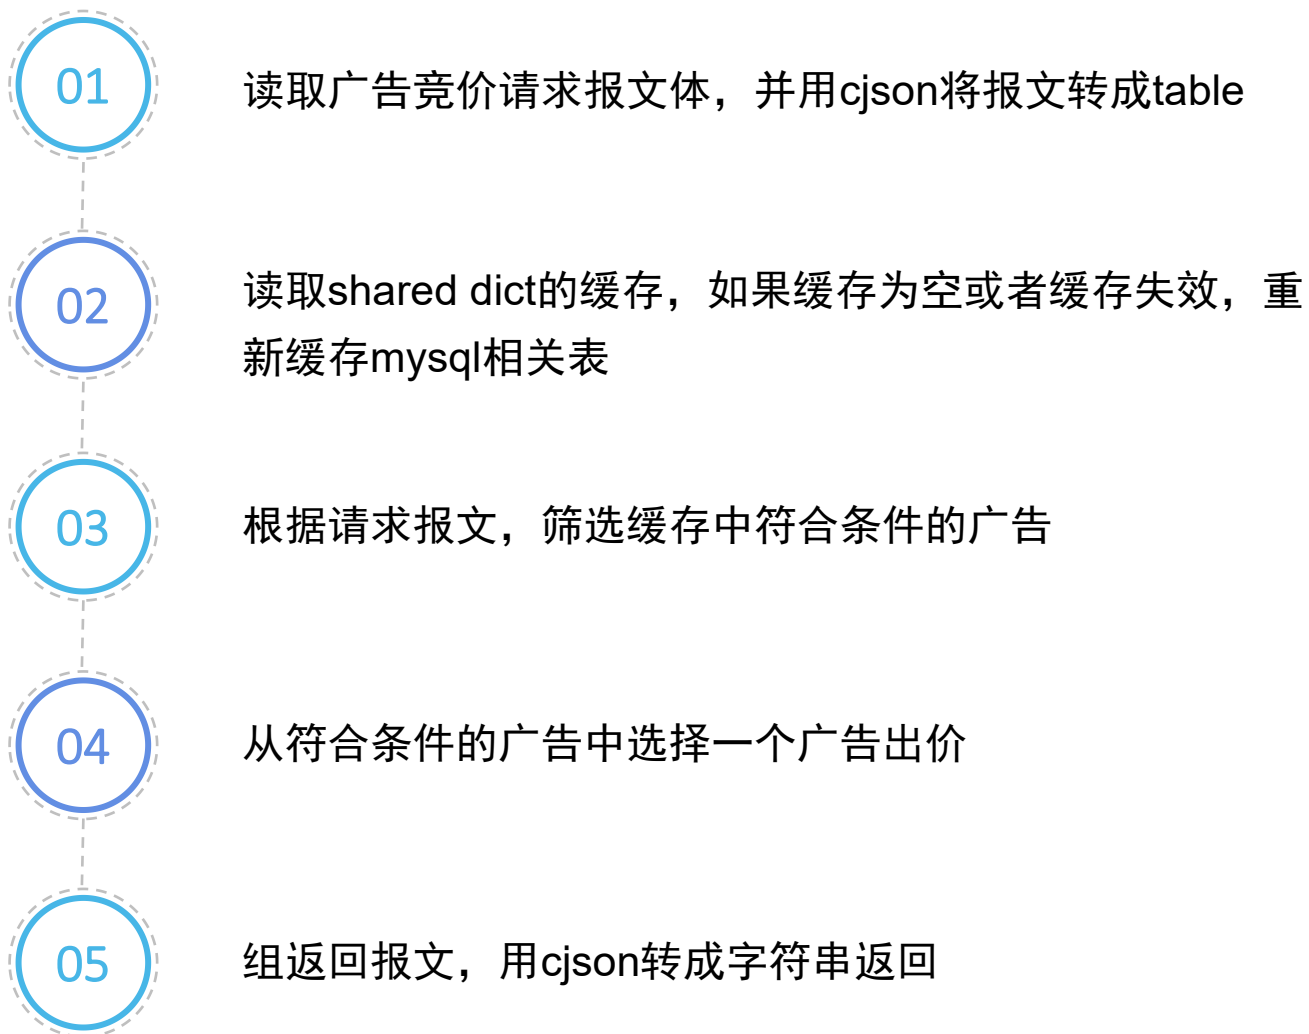 01
读取广告竞价请求报文体，并用cjson将报文转成table
02
读取shared dict的缓存，如果缓存为空或者缓存失效，重
新缓存mysql相关表
03
根据请求报文，筛选缓存中符合条件的广告
04
从符合条件的广告中选择一个广告出价
05
组返回报文，用cjson转成字符串返回